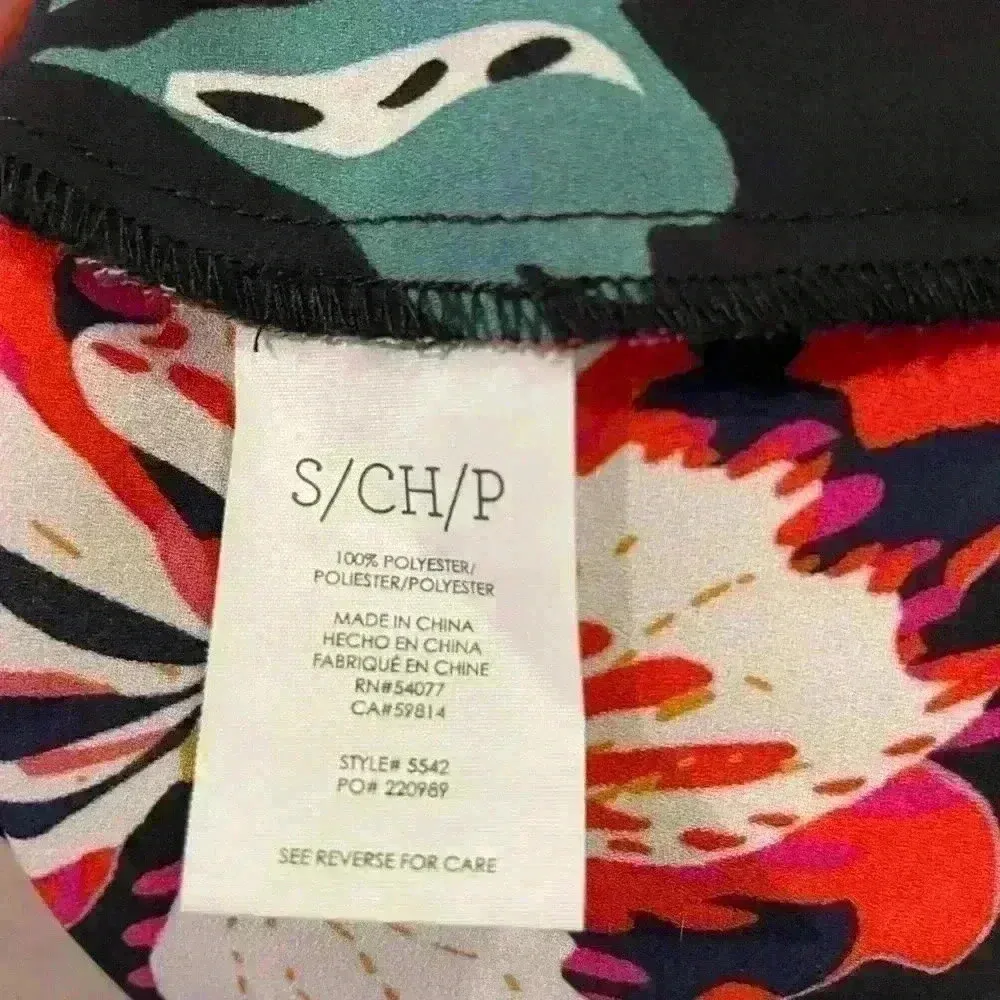 S/CH/P
100% POLYESTER/
POLIESTER/POLYESTER
MADE IN CHINA
HECHO EN CHINA
FABRIQUÉ EN CHINE
RN#54077
CA#59814
STYLE# 5542
PO# 220989
SEE REVERSE FOR CARE